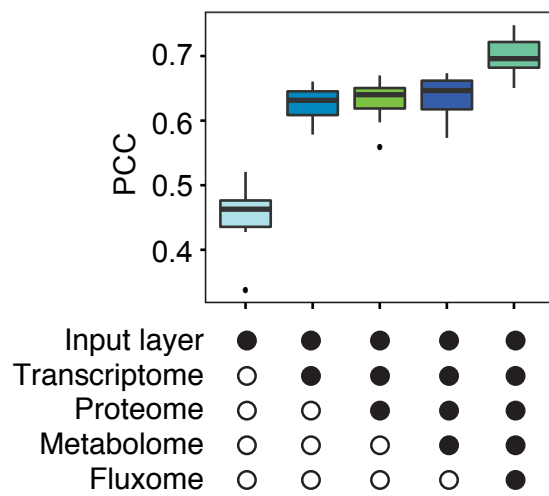 0.7
0.6
0.5
0.4
PCC
Input layer
Transcriptome
Proteome
Metabolome
Fluxome